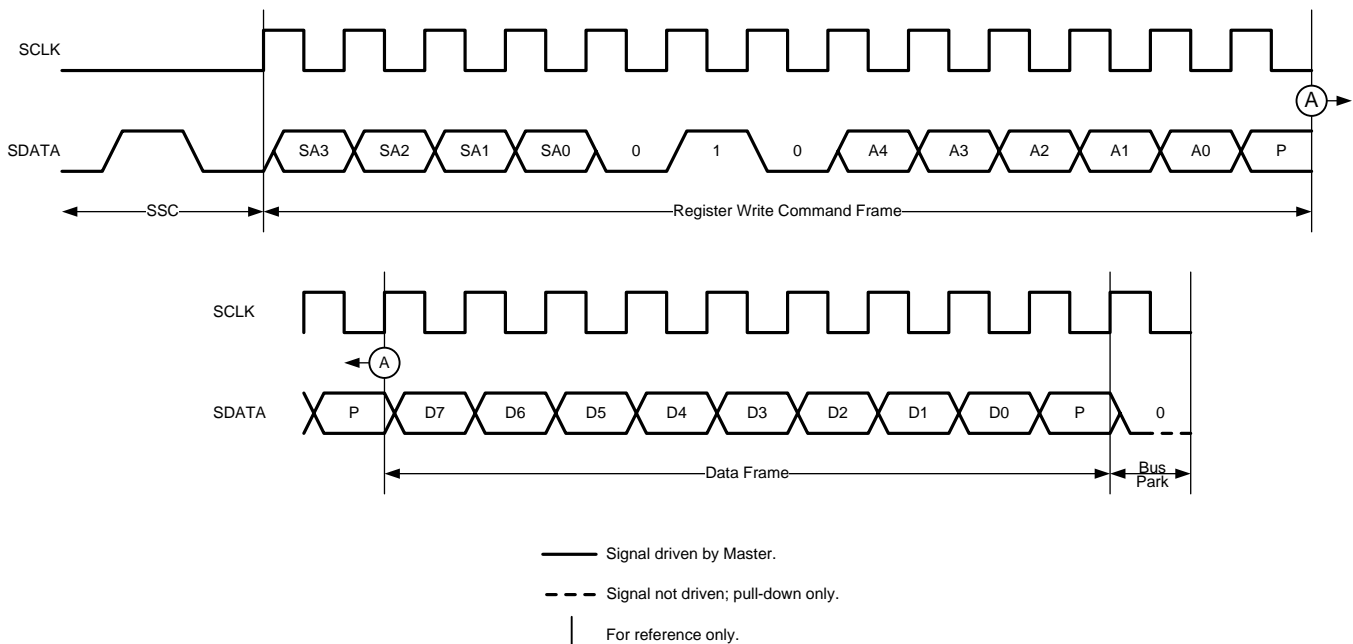 SCLK
A
SDATA SA3 SA2 SA1 SA0 0 1 0 A4 A3 A2 A1 A0 P
SSC Register Write Command Frame
SCLK
A
SDATA P D7 D6 D5 D4 D3 D2 D1 D0 P 0
Data Frame Bus
Park
Signal driven by Master.
Signal not driven; pull-down only.
For reference only.